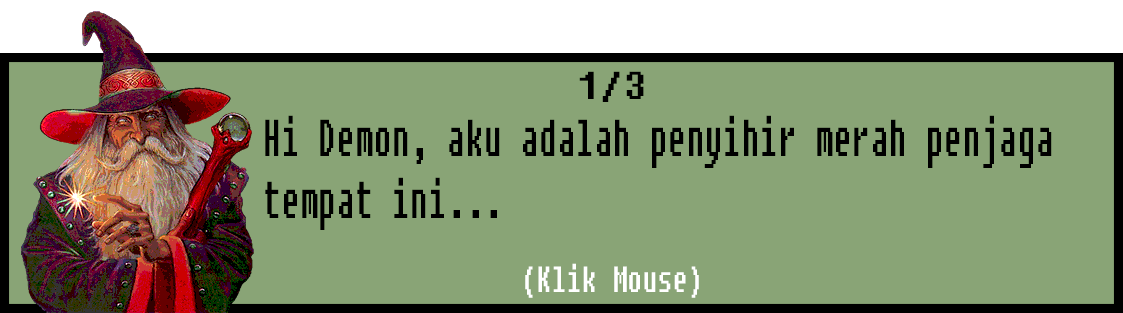 1/3
Hi Demon, aku adalah penyihir merah penjaga
tempat ini...
(Klik Mouse)